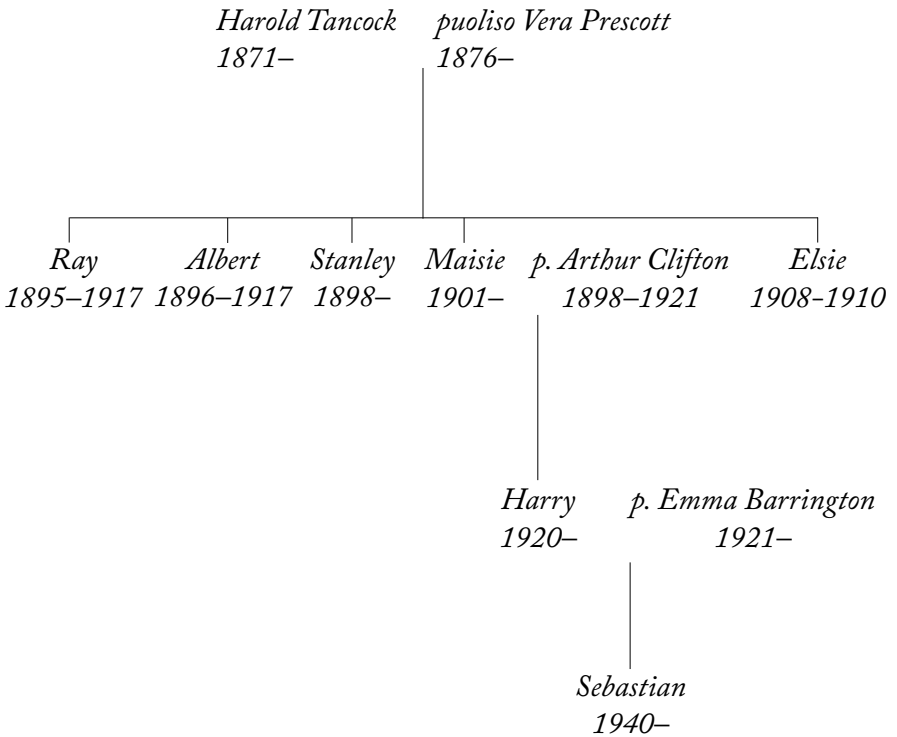 Harold Tancock puoliso Vera Prescott
1871– 1876–
Ray Albert Stanley Maisie p. Arthur Clifton Elsie
1895–1917 1896–1917 1898– 1901– 1898–1921 1908-1910
Harry p. Emma Barrington
1920– 1921–
Sebastian
1940–